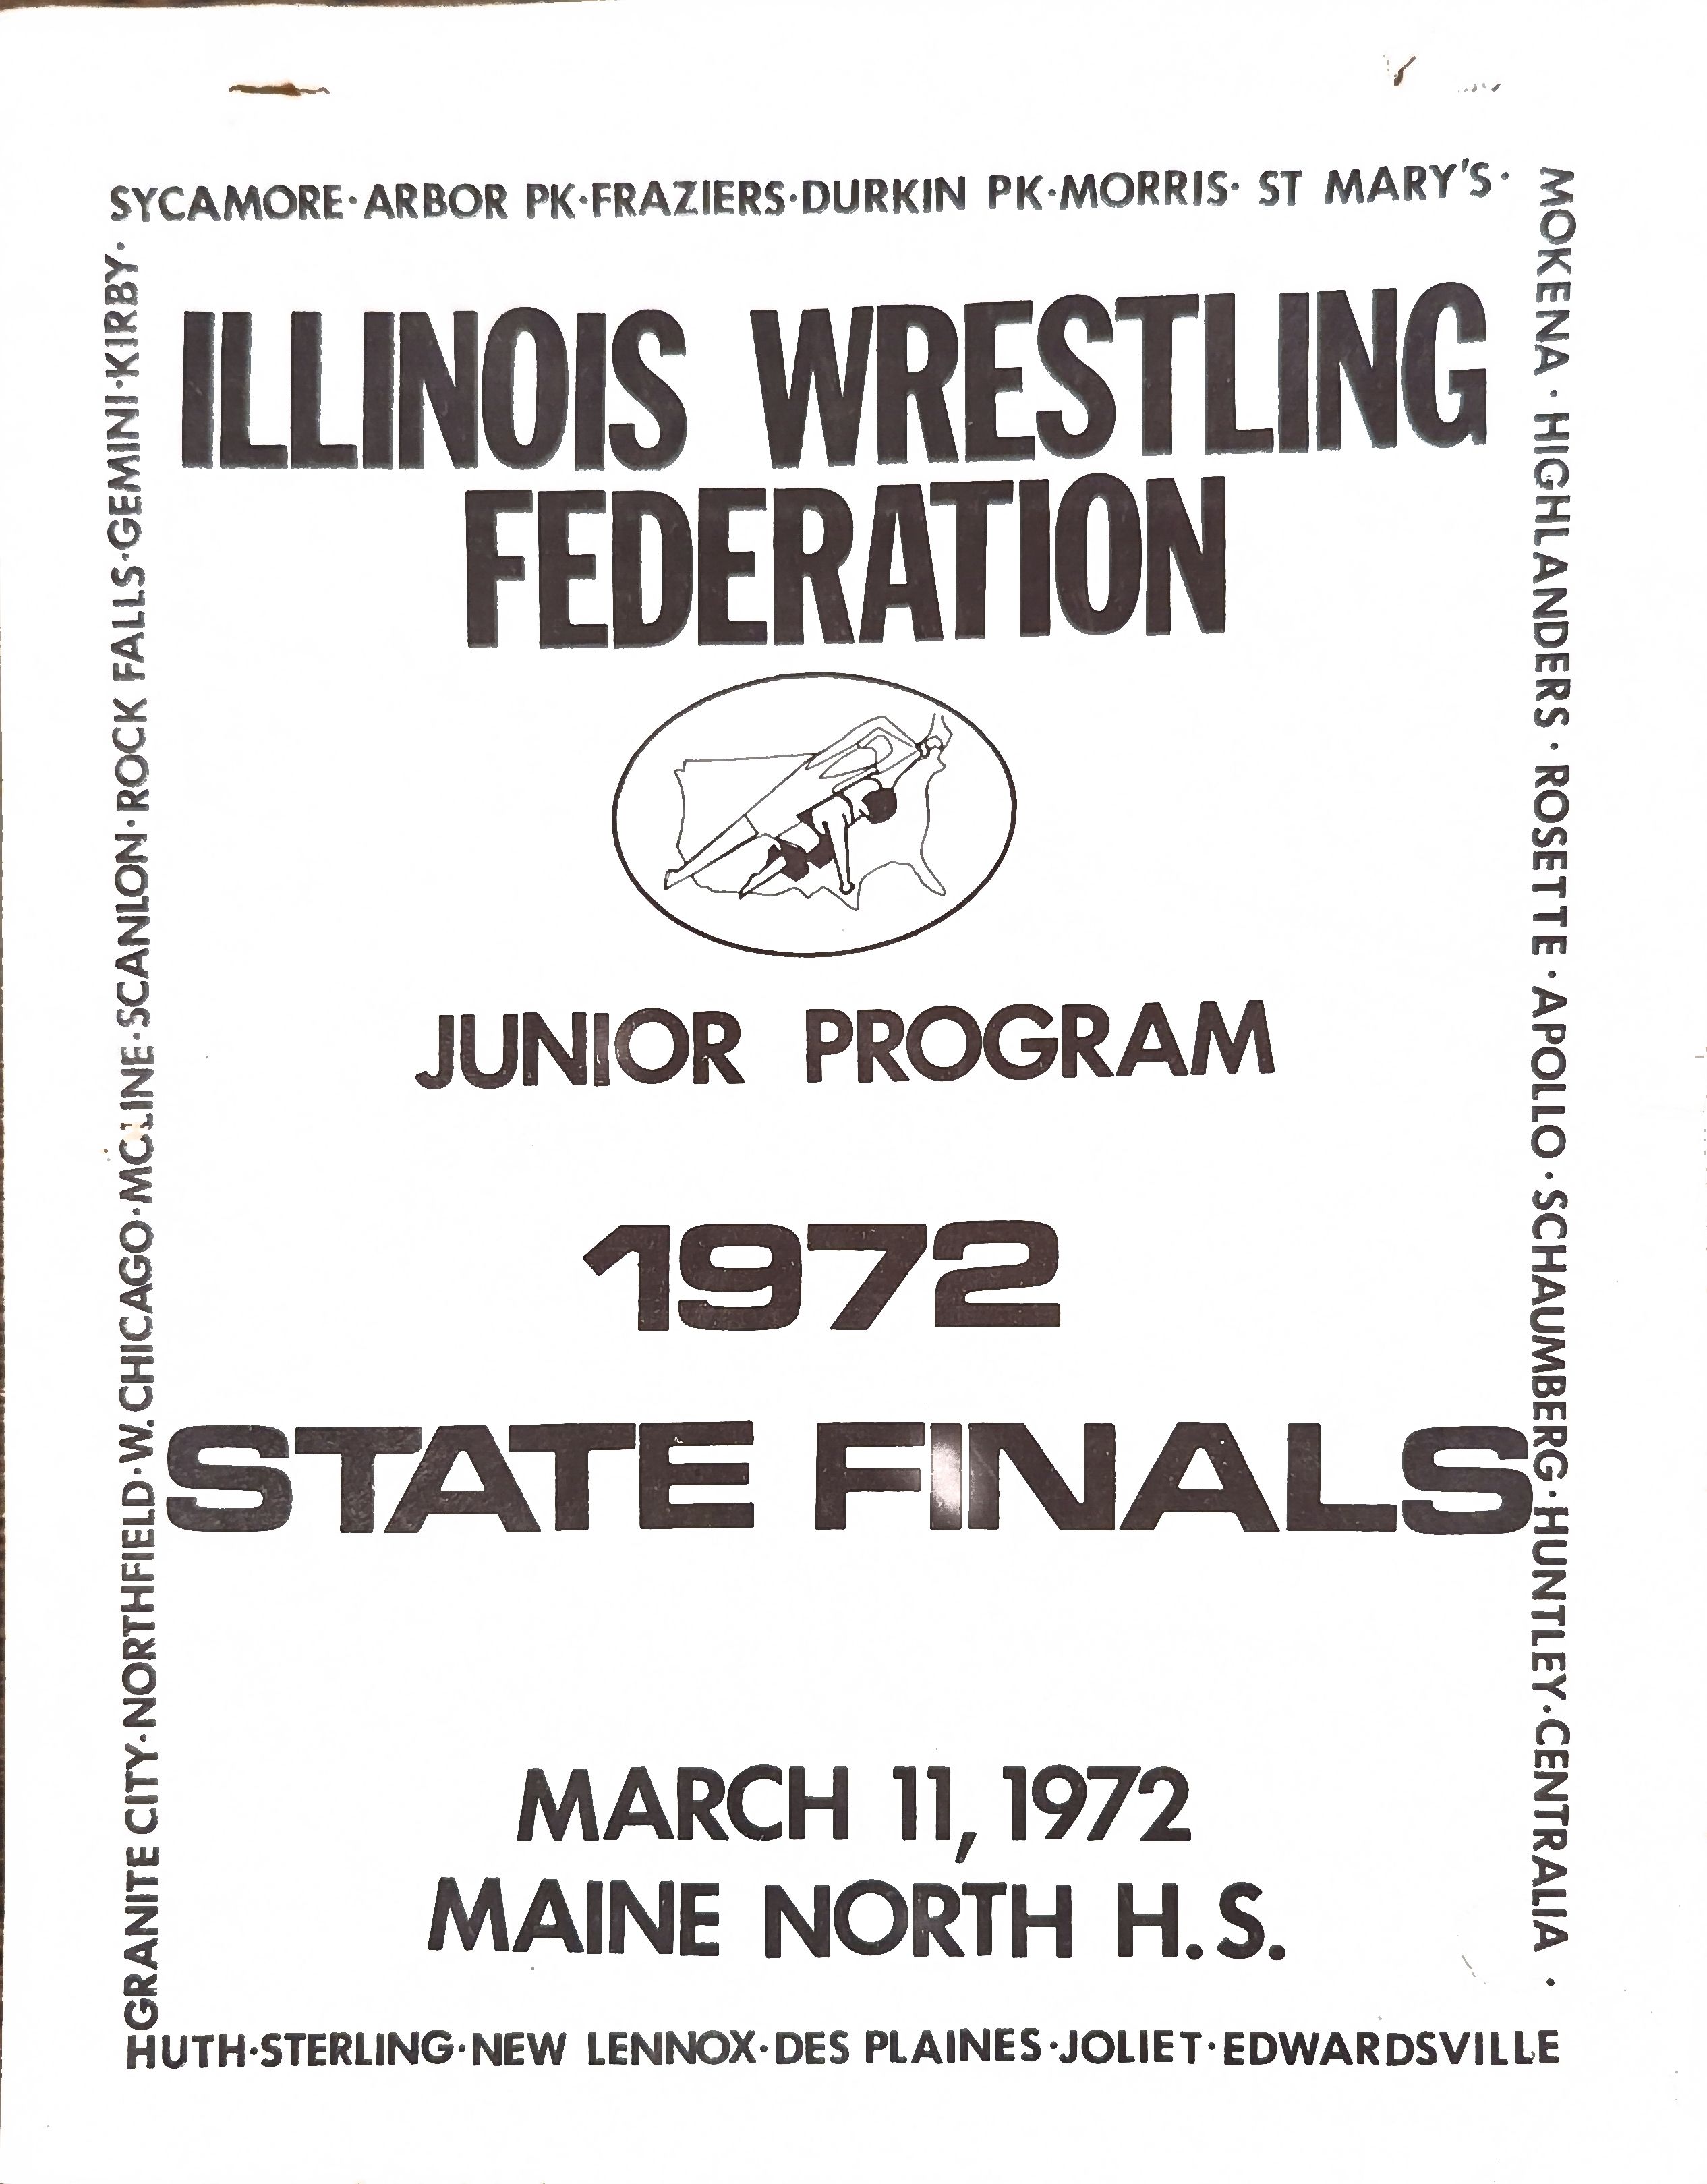 SYCAMORE·ARBOR PK·FRAZIERS·DURKIN PK·MORRIS· ST MARY'S·
MOKENA · HIGHLANDERS · ROSETTE · APOLLO · SCHAUMBERG·HUNTLEY·CENTRALIA ·
GRANITE CITY·NORTHFIELD·W.CHICAGO·MCLINE·SCANLON·ROCK FALLS·GEMINI·KIRBY·
ILLINOIS WRESTLING
FEDERATION
JUNIOR PROGRAM
1972
STATE FINALS
MARCH 11, 1972
MAINE NORTH H.S.
HUTH·STERLING·NEW LENNOX·DES PLAINES·JOLIET·EDWARDSVILLE